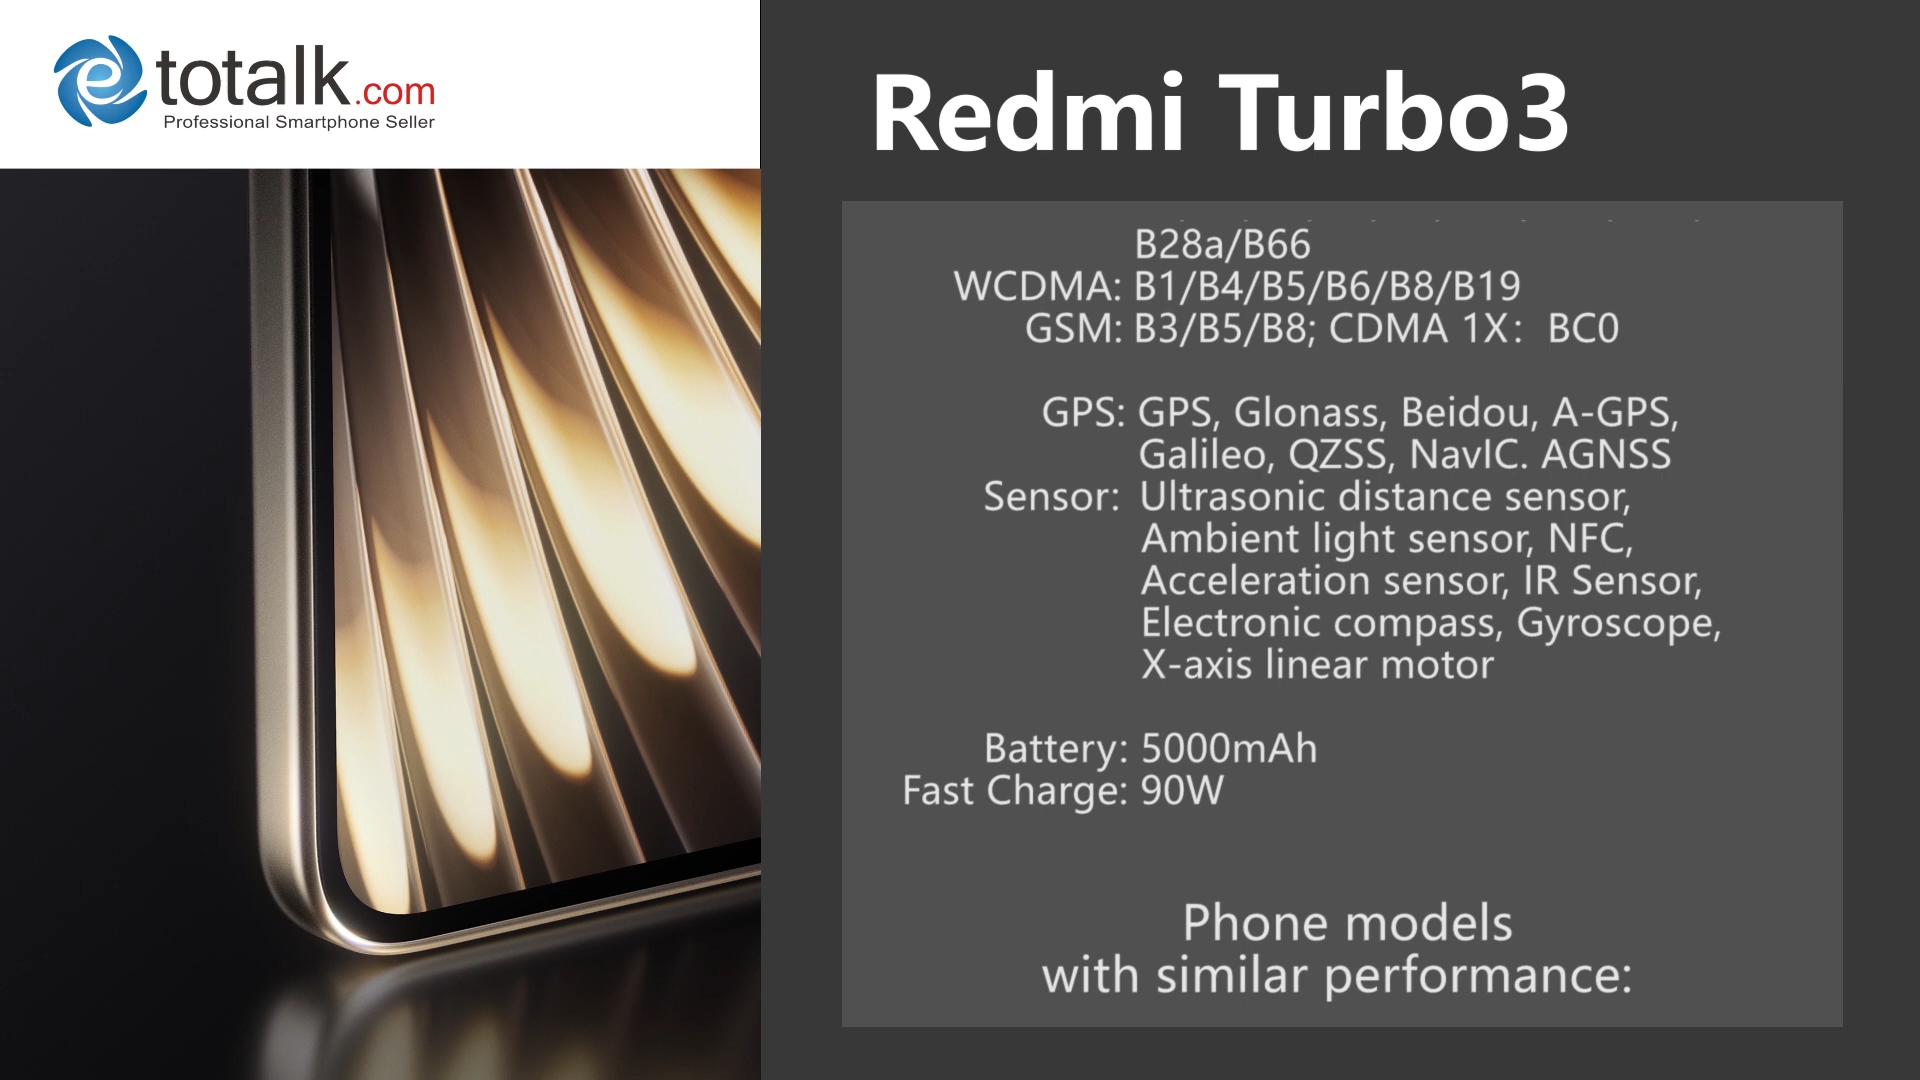 etotalk.com
Professional Smartphone Seller
Redmi Turbo3
B28a/B66
WCDMA: B1/B4/B5/B6/B8/B19
GSM: B3/B5/B8; CDMA 1X: BC0
GPS: GPS, Glonass, Beidou, A-GPS,
Galileo, QZSS, NavIC. AGNSS
Sensor: Ultrasonic distance sensor,
Ambient light sensor, NFC,
Acceleration sensor, IR Sensor,
Electronic compass, Gyroscope,
X-axis linear motor
Battery: 5000mAh
Fast Charge: 90W
Phone models
with similar performance: